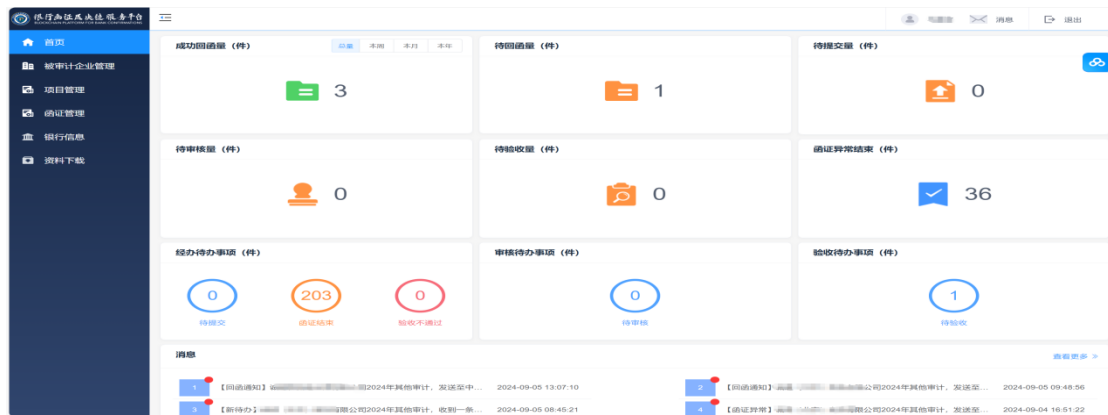 银行函证及央捷服务平台
消息
退出
首页
被审计企业管理
项目管理
函证管理
银行信息
资料下载
成功回函量（件）
总量 本周 本月 本年
3
待回函量（件）
1
待提交量（件）
0
待审核量（件）
0
待验收量（件）
0
函证异常结束（件）
36
经办待办事项（件）
0
203
0
待提交
函证结束
验收不通过
审核待办事项（件）
0
待审核
验收待办事项（件）
1
待验收
消息
查看更多 »
1 【回函通知】 司2024年其他审计，发送至中... 2024-09-05 13:07:10
2 【回函通知】 公司2024年其他审计，发送至... 2024-09-05 09:48:56
3 【新待办】 有限公司2024年其他审计，收到一条... 2024-09-05 08:45:21
4 【函证异常】 公司2024年其他审计，发送至... 2024-09-04 16:51:22